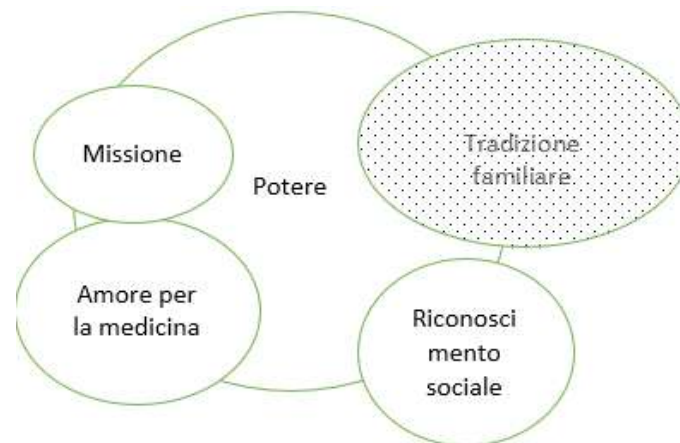 Missione
Potere
Tradizione
familiare
Amore per
la medicina
Riconosci
mento
sociale